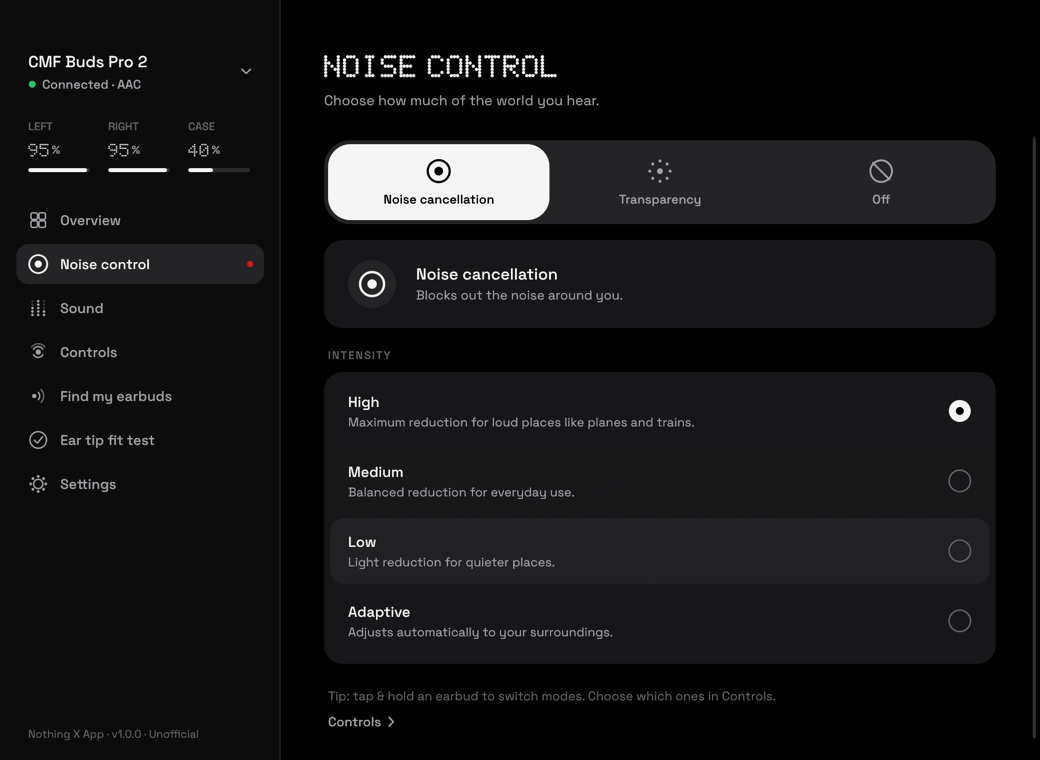 CMF Buds Pro 2
Connected · AAC
LEFT RIGHT CASE
95% 95% 40%
Overview
Noise control
Sound
Controls
Find my earbuds
Ear tip fit test
Settings
Nothing X App · v1.0.0 · Unofficial
NOISE CONTROL
Choose how much of the world you hear.
Noise cancellation Transparency Off
Noise cancellation
Blocks out the noise around you.
INTENSITY
High
Maximum reduction for loud places like planes and trains.
Medium
Balanced reduction for everyday use.
Low
Light reduction for quieter places.
Adaptive
Adjusts automatically to your surroundings.
Tip: tap & hold an earbud to switch modes. Choose which ones in Controls.
Controls